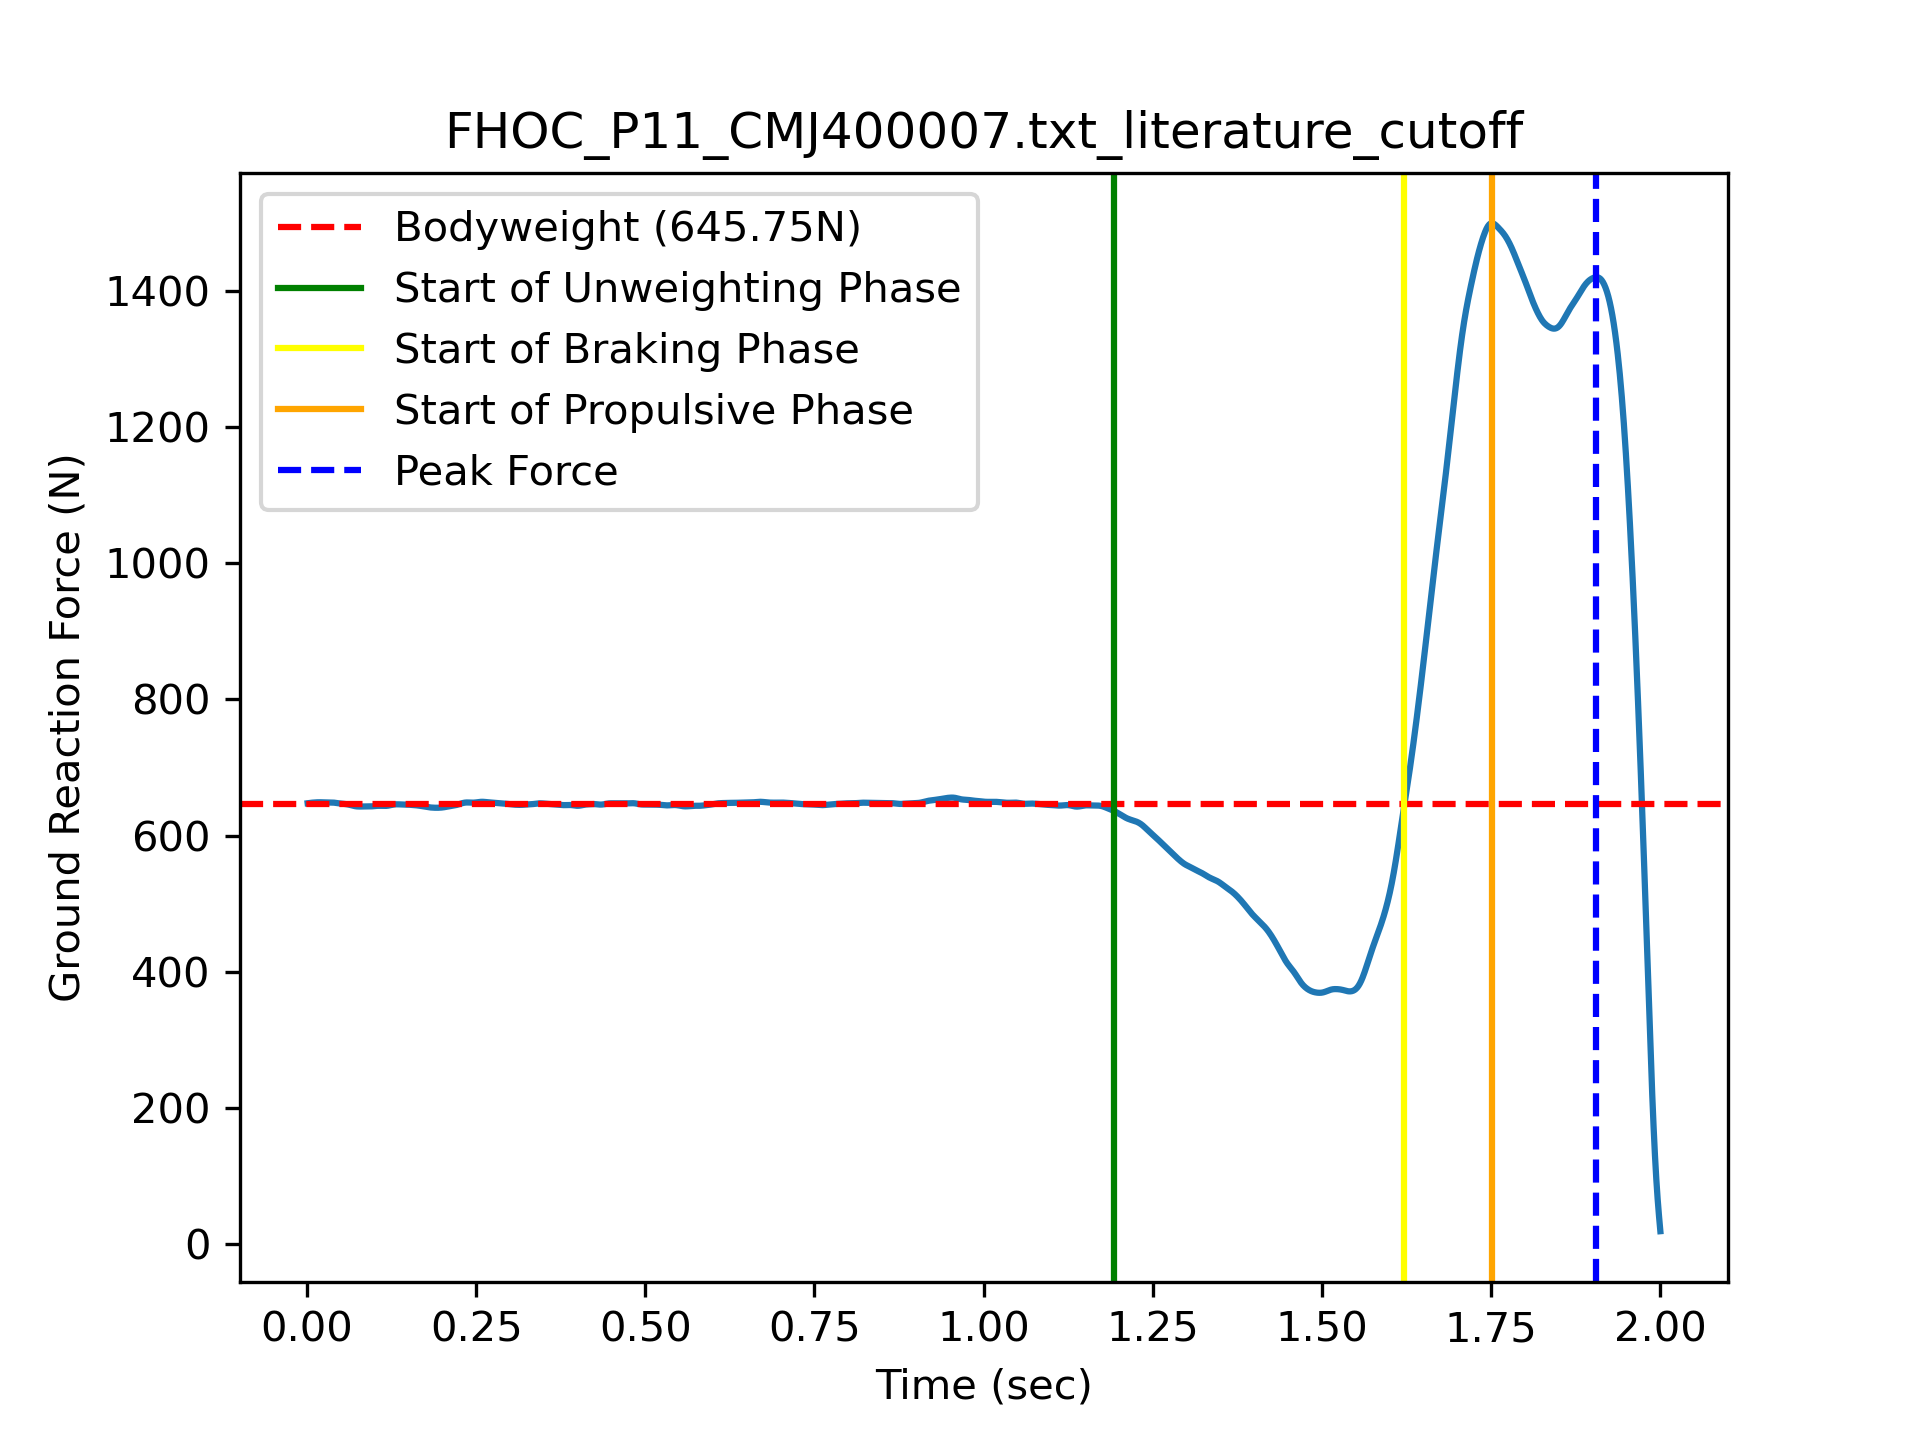 FHOC_P11_CMJ400007.txt_literature_cutoff
Bodyweight (645.75N)
Start of Unweighting Phase
Start of Braking Phase
Start of Propulsive Phase
Peak Force
Ground Reaction Force (N)
1400
1200
1000
800
600
400
200
0
0.00 0.25 0.50 0.75 1.00 1.25 1.50 1.75 2.00
Time (sec)